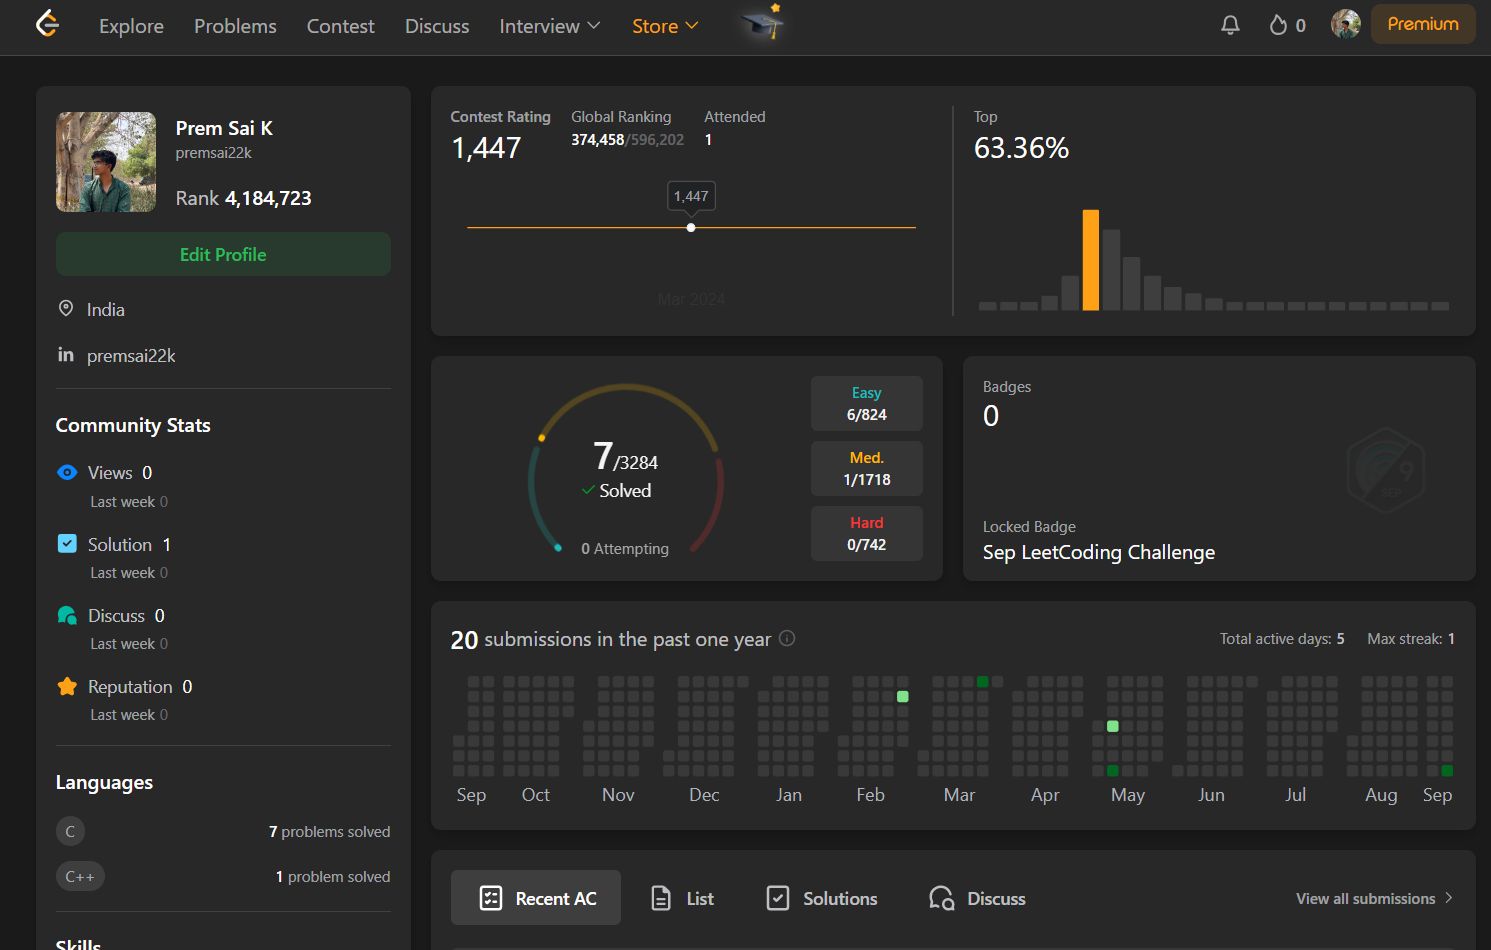 Explore Problems Contest Discuss Interview Store 0 Premium
Prem Sai K
premsai22k
Rank 4,184,723
Edit Profile
India
premsai22k
Community Stats
Views 0
Last week 0
Solution 1
Last week 0
Discuss 0
Last week 0
Reputation 0
Last week 0
Languages
C 7 problems solved
C++ 1 problem solved
Skills
Contest Rating
1,447
Global Ranking
374,458/596,202
Attended
1
1,447
Mar 2024
Top
63.36%
7/3284
Solved
0 Attempting
Easy
6/824
Med.
1/1718
Hard
0/742
Badges
0
9
SEP
Locked Badge
Sep LeetCoding Challenge
20 submissions in the past one year
Total active days: 5 Max streak: 1
Sep Oct Nov Dec Jan Feb Mar Apr May Jun Jul Aug Sep
Recent AC List Solutions Discuss View all submissions